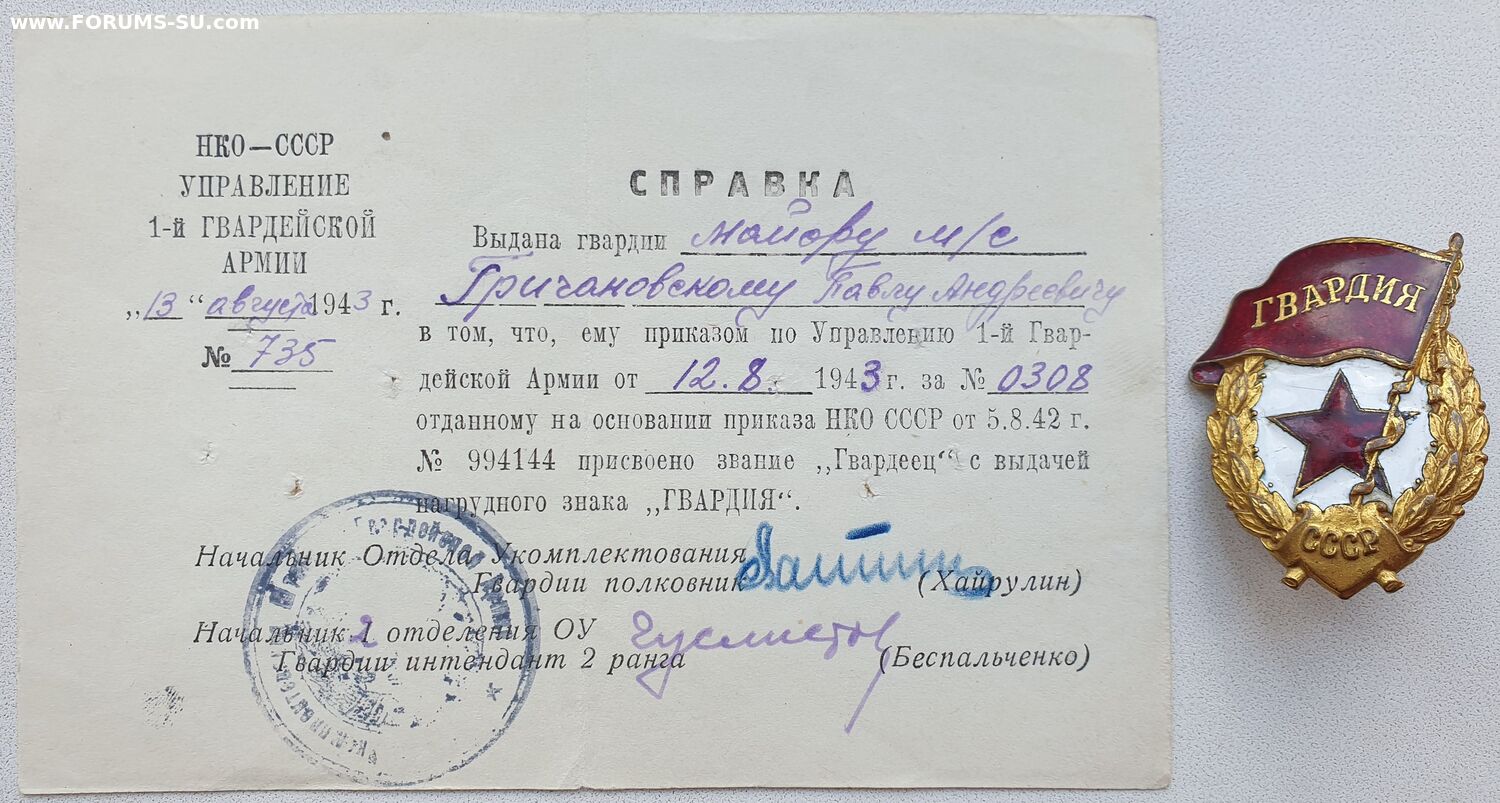 www.FORUMS-SU.com
НКО—СССР
УПРАВЛЕНИЕ
1-й ГВАРДЕЙСКОЙ
АРМИИ
„13“ августа 1943 г.
№ 735
СПРАВКА
Выдана гвардии майору м/с
Гричановскому Павлу Андреевичу
в том, что, ему приказом по Управлению 1-й Гвар-
дейской Армии от 12.8. 1943 г. за № 0308
отданному на основании приказа НКО СССР от 5.8.42 г.
№ 994144 присвоено звание „Гвардеец“ с выдачей
нагрудного знака „ГВАРДИЯ“.
Начальник Отдела Укомплектования
Гвардии полковник (Хайрулин)
Начальник 2 отделения ОУ
Гвардии интендант 2 ранга (Беспальченко)
ГВАРДИЯ
СССР